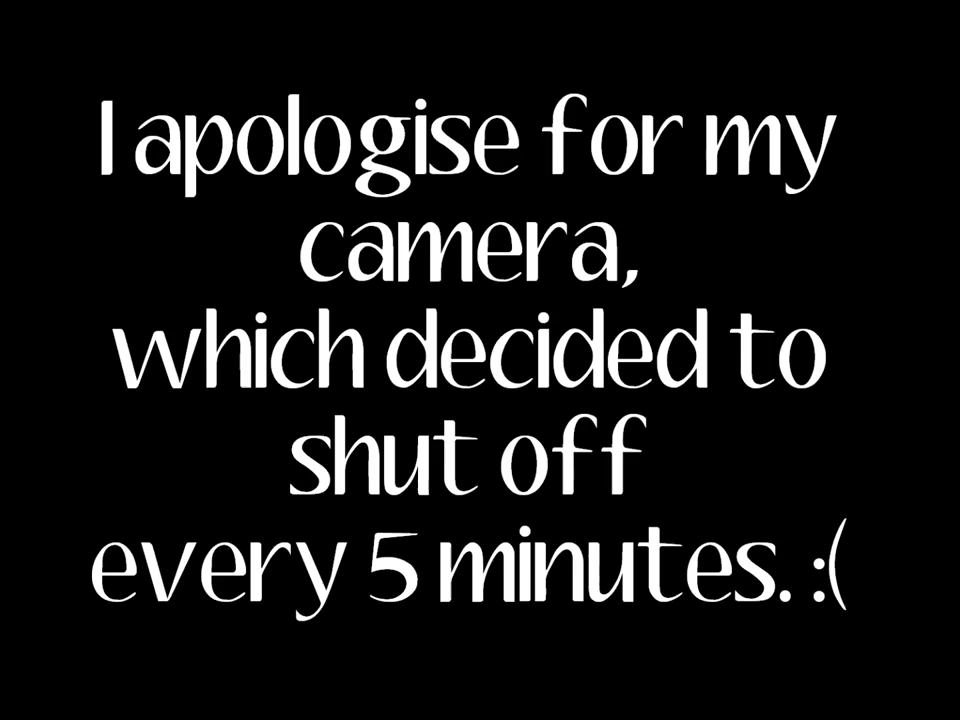 I apologise for my
camera,
which decided to
shut off
every 5 minutes. :(